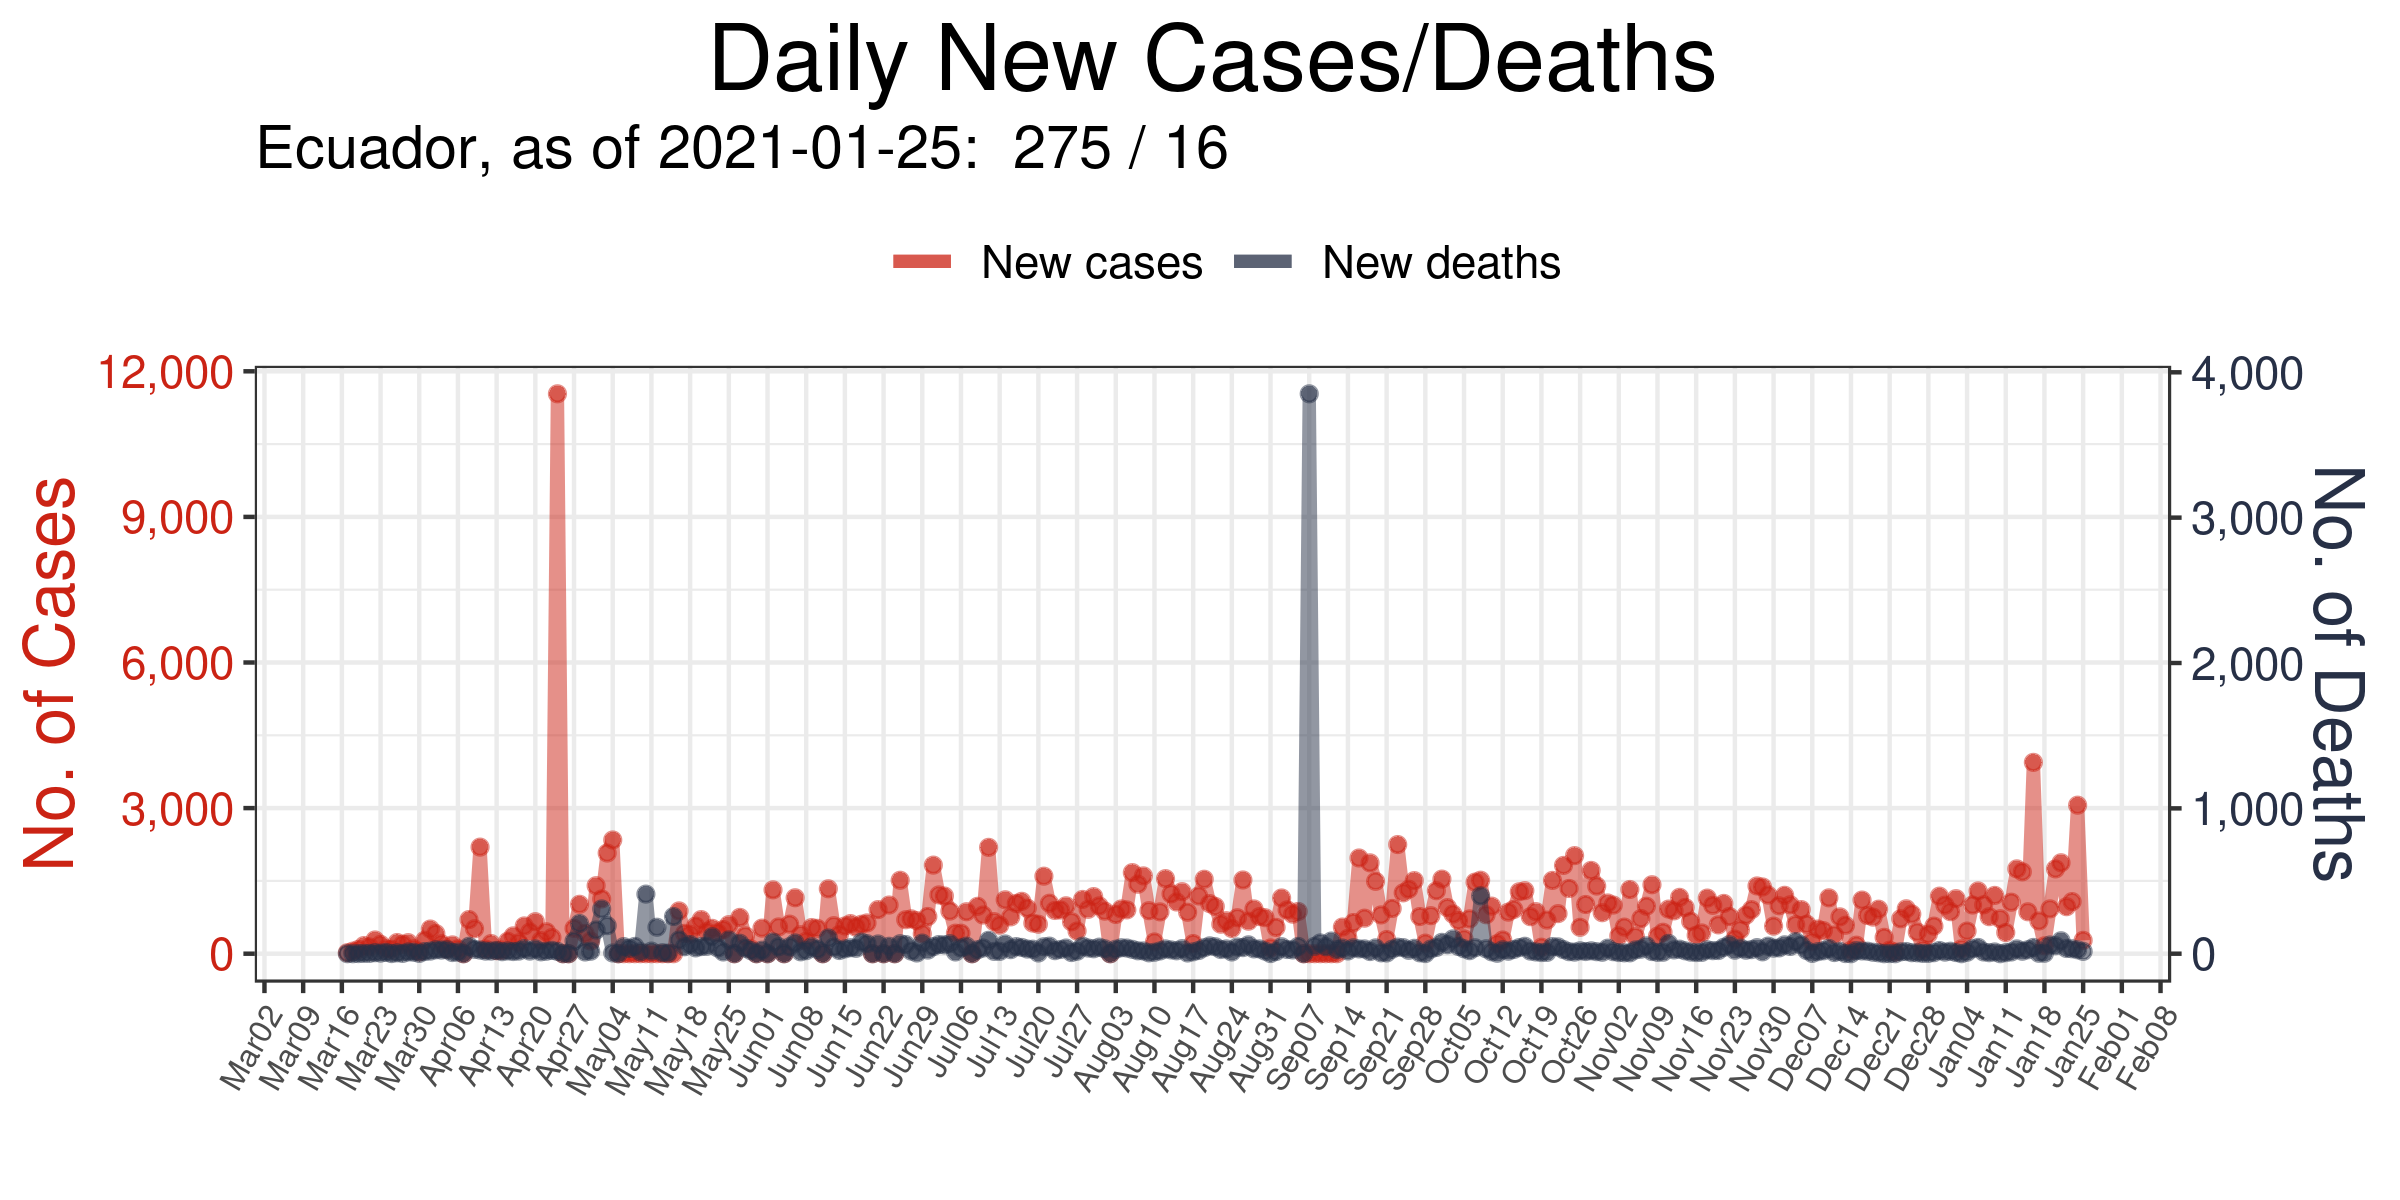 Daily New Cases/Deaths
Ecuador, as of 2021-01-25:  275 / 16
New cases
New deaths
No. of Cases
12,000
9,000
6,000
3,000
0
4,000
3,000
2,000
1,000
0
No. of Deaths
Mar02
Mar09
Mar16
Mar23
Mar30
Apr06
Apr13
Apr20
Apr27
May04
May11
May18
May25
Jun01
Jun08
Jun15
Jun22
Jun29
Jul06
Jul13
Jul20
Jul27
Aug03
Aug10
Aug17
Aug24
Aug31
Sep07
Sep14
Sep21
Sep28
Oct05
Oct12
Oct19
Oct26
Nov02
Nov09
Nov16
Nov23
Nov30
Dec07
Dec14
Dec21
Dec28
Jan04
Jan11
Jan18
Jan25
Feb01
Feb08